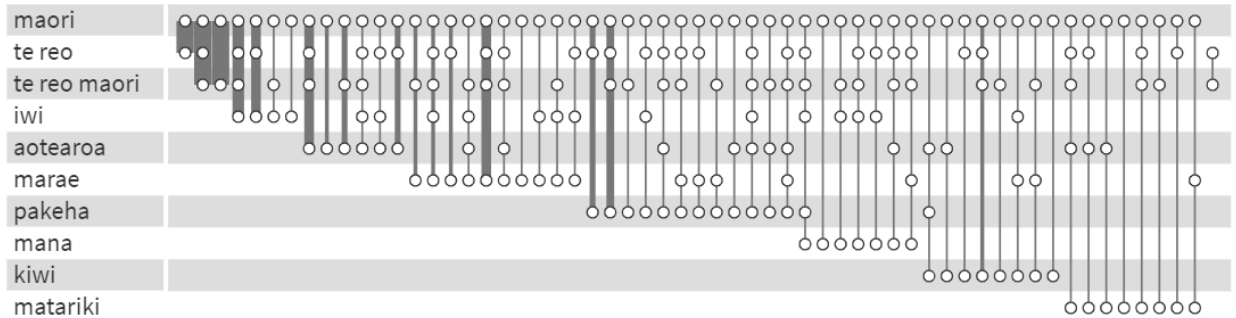 maori
te reo
te reo maori
iwi
aotearoa
marae
pakeha
mana
kiwi
matariki